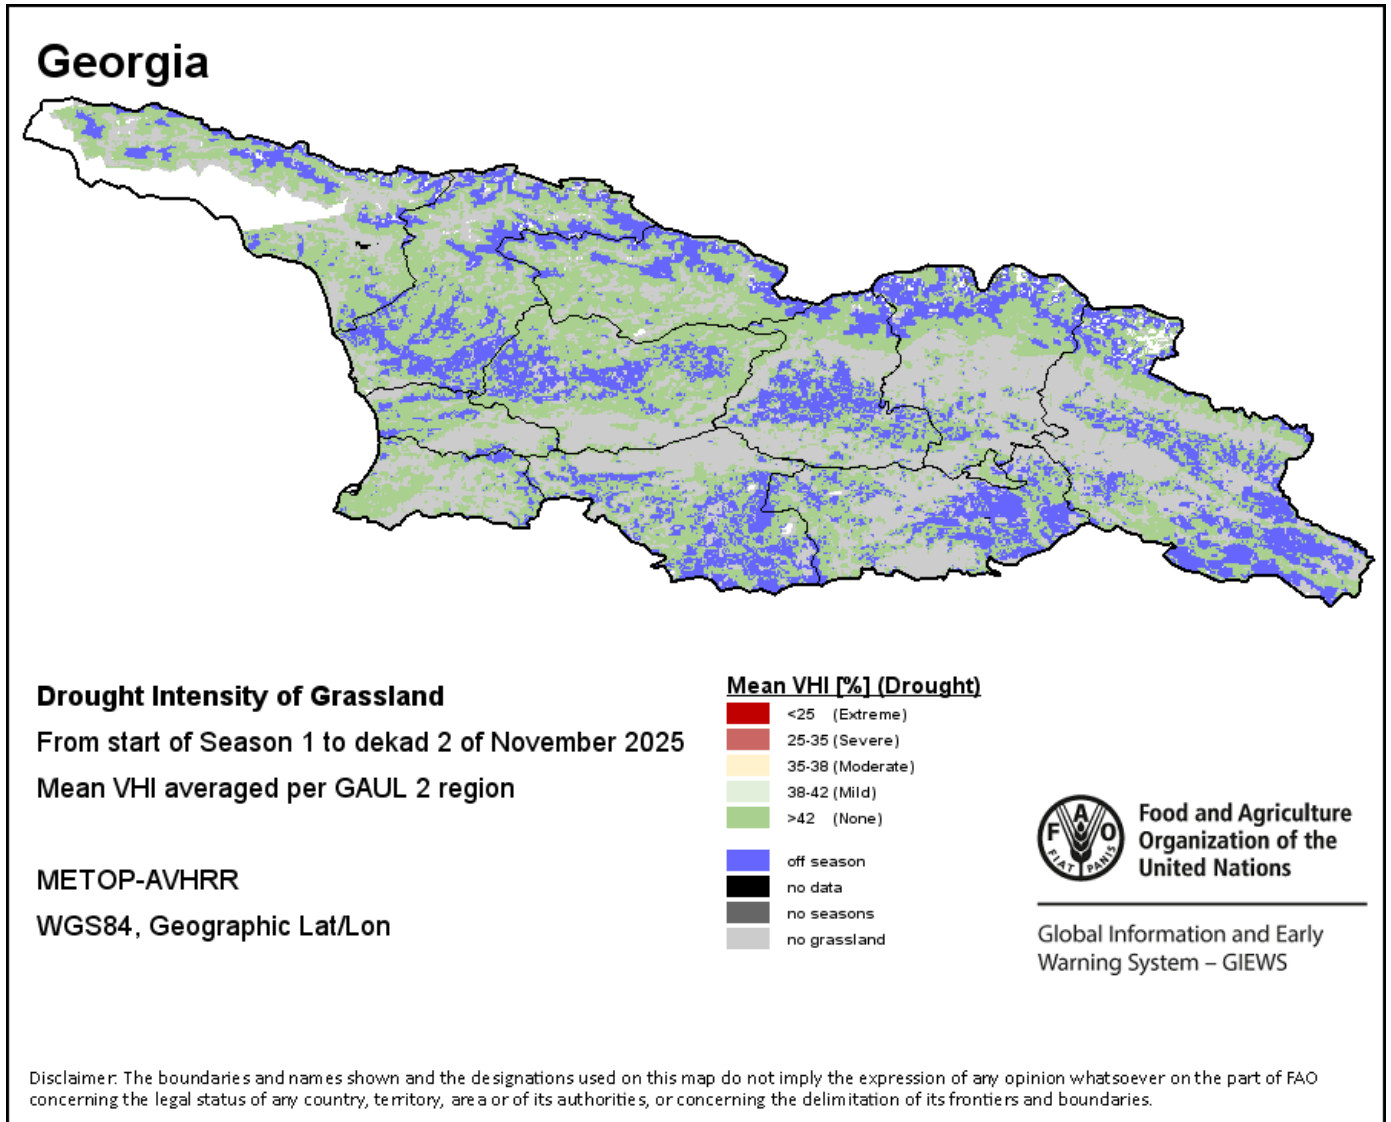 Georgia
Drought Intensity of Grassland
From start of Season 1 to dekad 2 of November 2025
Mean VHI averaged per GAUL 2 region
METOP-AVHRR
WGS84, Geographic Lat/Lon
Mean VHI [%] (Drought)
<25 (Extreme)
25-35 (Severe)
35-38 (Moderate)
38-42 (Mild)
>42 (None)
off season
no data
no seasons
no grassland
F A O
FIAT PANIS
Food and Agriculture
Organization of the
United Nations
Global Information and Early
Warning System – GIEWS
Disclaimer: The boundaries and names shown and the designations used on this map do not imply the expression of any opinion whatsoever on the part of FAO
concerning the legal status of any country, territory, area or of its authorities, or concerning the delimitation of its frontiers and boundaries.